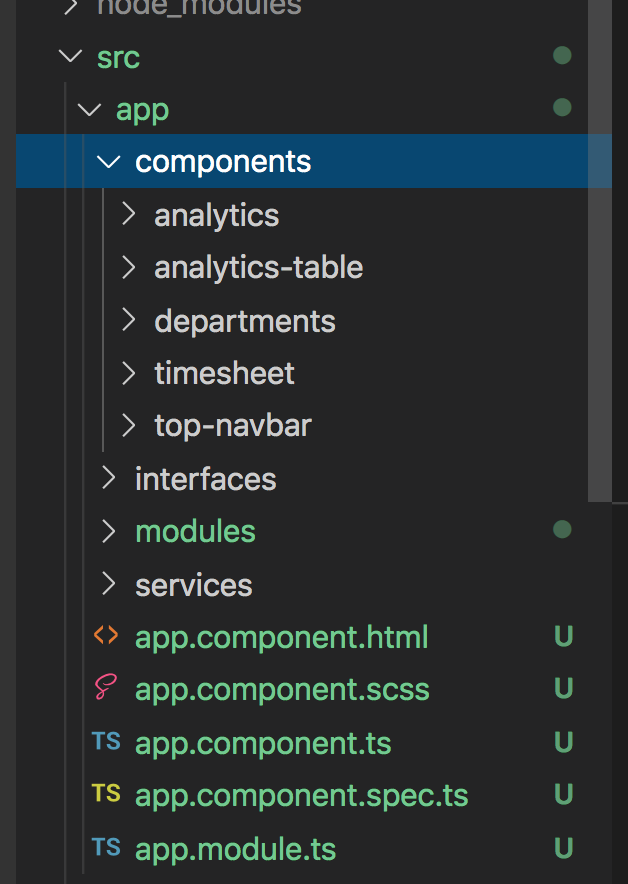 node_modules
src
app
components
analytics
analytics-table
departments
timesheet
top-navbar
interfaces
modules
services
<> app.component.html U
app.component.scss U
TS app.component.ts U
TS app.component.spec.ts U
TS app.module.ts U